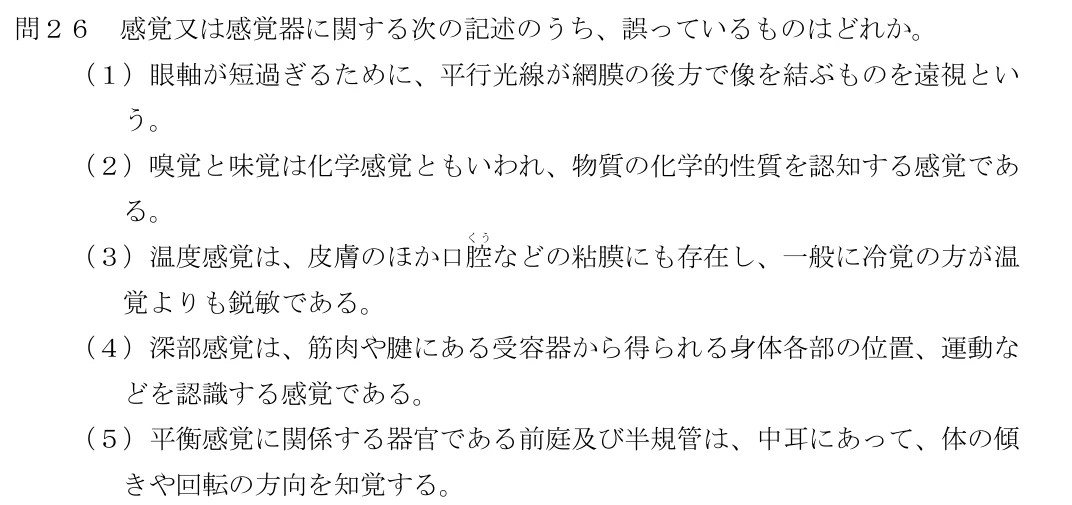 問２６　感覚又は感覚器に関する次の記述のうち、誤っているものはどれか。
（１）眼軸が短過ぎるために、平行光線が網膜の後方で像を結ぶものを遠視とい
う。
（２）嗅覚と味覚は化学感覚ともいわれ、物質の化学的性質を認知する感覚であ
る。
（３）温度感覚は、皮膚のほか口腔くうなどの粘膜にも存在し、一般に冷覚の方が温
覚よりも鋭敏である。
（４）深部感覚は、筋肉や腱にある受容器から得られる身体各部の位置、運動な
どを認識する感覚である。
（５）平衡感覚に関係する器官である前庭及び半規管は、中耳にあって、体の傾
きや回転の方向を知覚する。